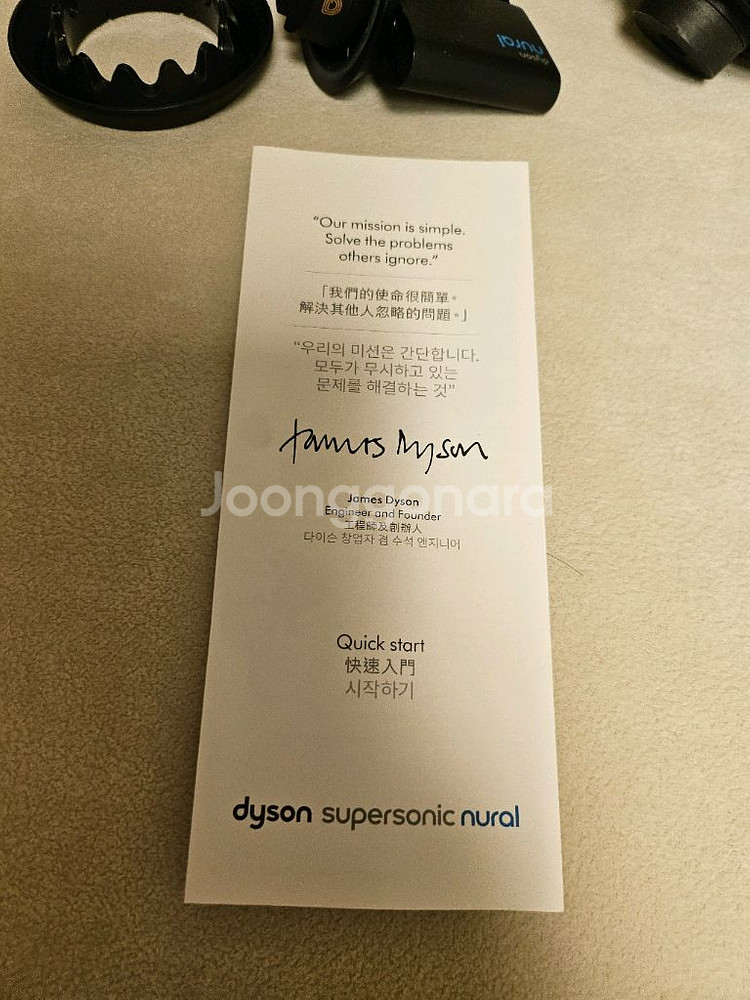 dyson
nural
"Our mission is simple.
Solve the problems
others ignore."
「我們的使命很簡單。
解決其他人忽略的問題。」
"우리의 미션은 간단합니다.
모두가 무시하고 있는
문제를 해결하는 것"
James Dyson
Joonggonara
James Dyson
Engineer and Founder
工程師及創辦人
다이슨 창업자 겸 수석 엔지니어
Quick start
快速入門
시작하기
dyson supersonic nural